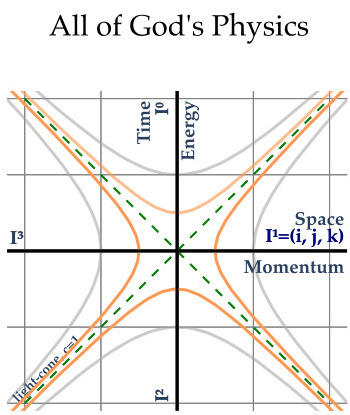 All of God's Physics
Time
I⁰
Energy
Space
I³
I¹=(i, j, k)
Momentum
light-cone, c=1
I²